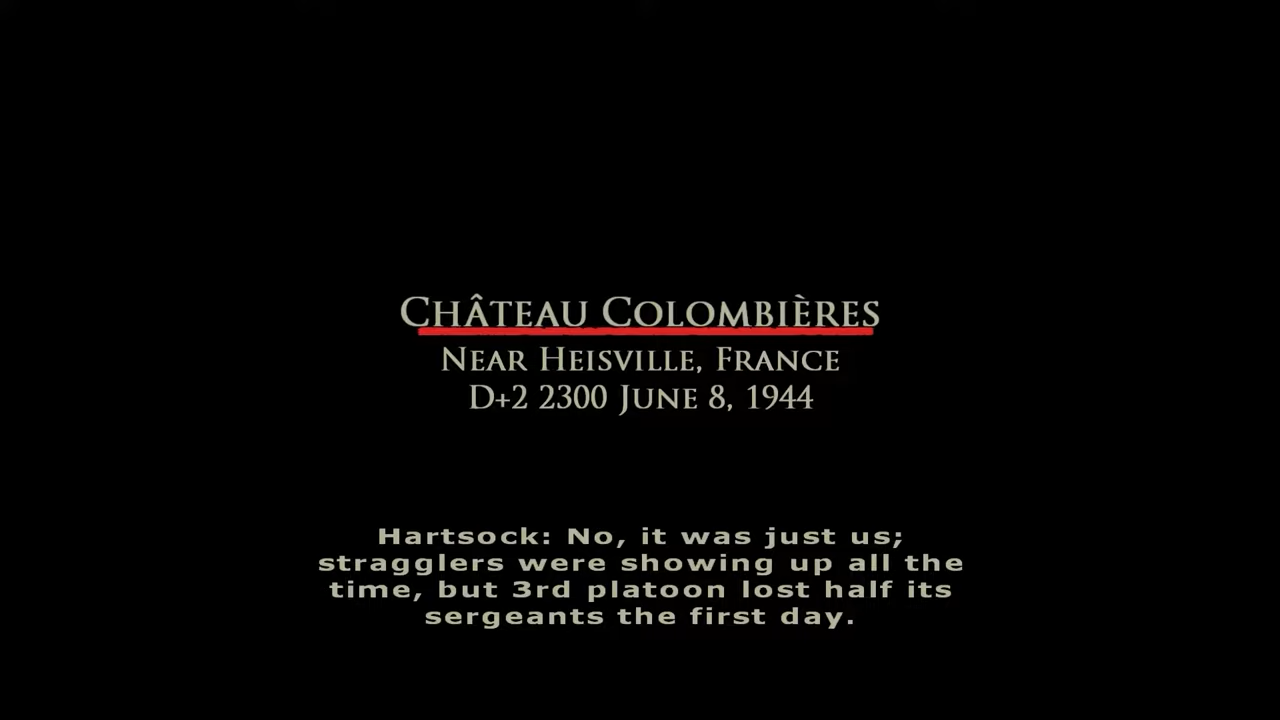 CHÂTEAU COLOMBIÈRES
NEAR HEISVILLE, FRANCE
D+2 2300 JUNE 8, 1944
Hartsock: No, it was just us;
stragglers were showing up all the
time, but 3rd platoon lost half its
sergeants the first day.